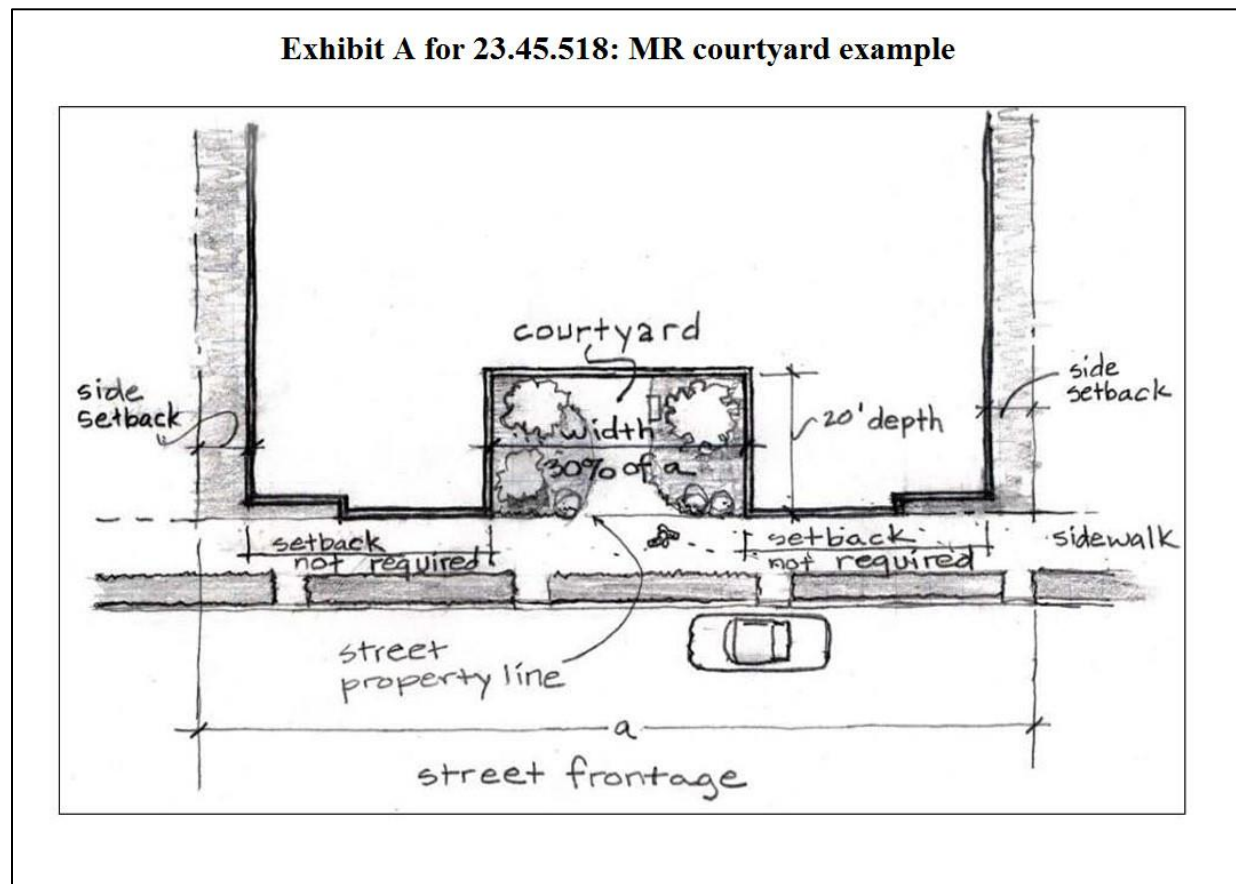 Exhibit A for 23.45.518: MR courtyard example
courtyard
side
setback
side
setback
width
30% of a
20' depth
setback
not required
setback
not required
sidewalk
street
property line
a
street frontage